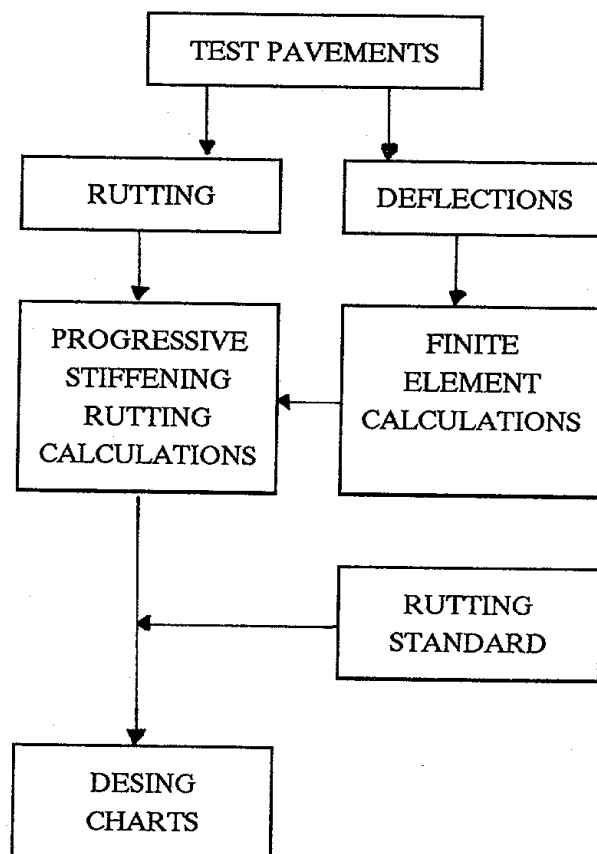 TEST PAVEMENTS
RUTTING
DEFLECTIONS
PROGRESSIVE
STIFFENING
RUTTING
CALCULATIONS
FINITE
ELEMENT
CALCULATIONS
RUTTING
STANDARD
DESING
CHARTS